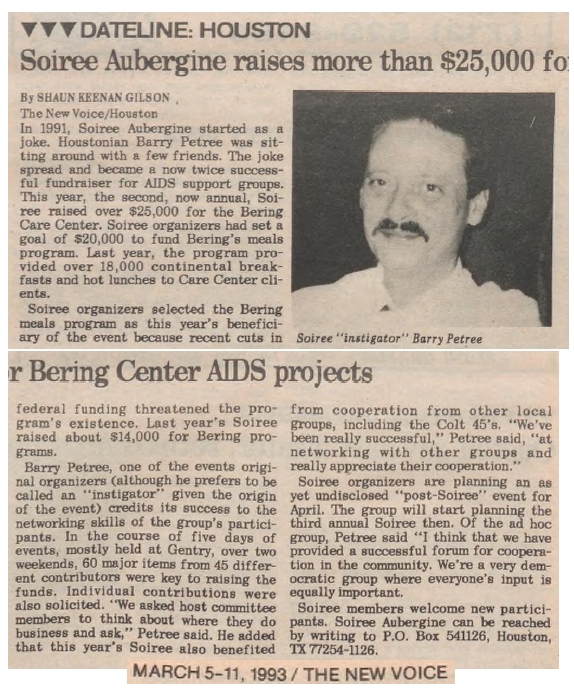 ▼▼▼DATELINE: HOUSTON
Soiree Aubergine raises more than $25,000 fo
By SHAUN KEENAN GILSON
The New Voice/Houston
In 1991, Soiree Aubergine started as a
joke. Houstonian Barry Petree was sit-
ting around with a few friends. The joke
spread and became a now twice success-
ful fundraiser for AIDS support groups.
This year, the second, now annual, Soi-
ree raised over $25,000 for the Bering
Care Center. Soiree organizers had set a
goal of $20,000 to fund Bering's meals
program. Last year, the program pro-
vided over 18,000 continental break-
fasts and hot lunches to Care Center cli-
ents.
Soiree organizers selected the Bering
meals program as this year's benefici-
ary of the event because recent cuts in
Soiree "instigator" Barry Petree
r Bering Center AIDS projects
federal funding threatened the pro-
gram's existence. Last year's Soiree
raised about $14,000 for Bering pro-
grams.
Barry Petree, one of the events origi-
nal organizers (although he prefers to be
called an "instigator" given the origin
of the event) credits its success to the
networking skills of the group's partici-
pants. In the course of five days of
events, mostly held at Gentry, over two
weekends, 60 major items from 45 differ-
ent contributors were key to raising the
funds. Individual contributions were
also solicited. "We asked host committee
members to think about where they do
business and ask," Petree said. He added
that this year's Soiree also benefited
from cooperation from other local
groups, including the Colt 45's. "We've
been really successful," Petree said, "at
networking with other groups and
really appreciate their cooperation."
Soiree organizers are planning an as
yet undisclosed "post-Soiree" event for
April. The group will start planning the
third annual Soiree then. Of the ad hoc
group, Petree said "I think that we have
provided a successful forum for coopera-
tion in the community. We're a very dem-
ocratic group where everyone's input is
equally important.
Soiree members welcome new partici-
pants. Soiree Aubergine can be reached
by writing to P.O. Box 541126, Houston,
TX 77254-1126.
MARCH 5-11, 1993 / THE NEW VOICE